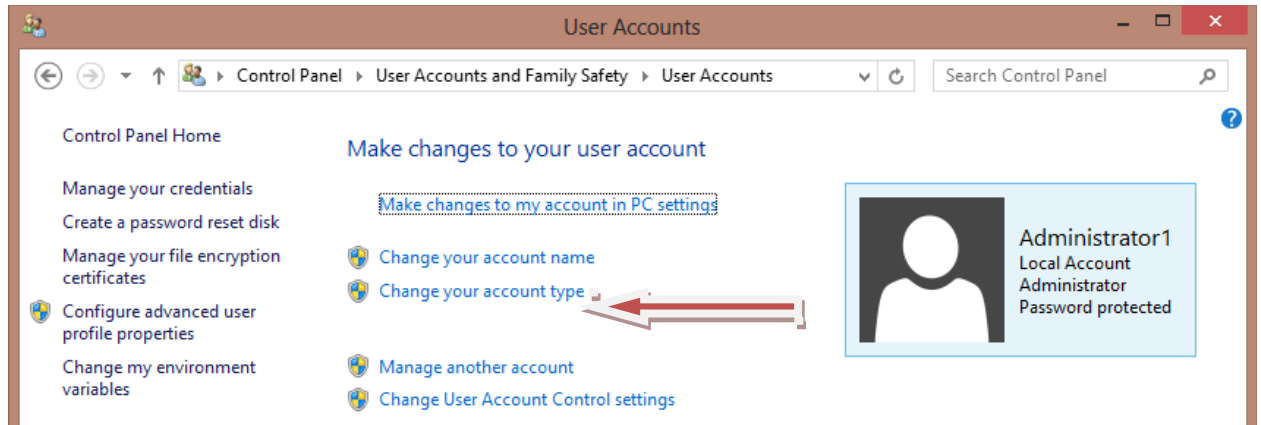 User Accounts
Control Panel User Accounts and Family Safety User Accounts
Search Control Panel
?
Control Panel Home
Manage your credentials
Create a password reset disk
Manage your file encryption
certificates
Configure advanced user
profile properties
Change my environment
variables
Make changes to your user account
Make changes to my account in PC settings
Change your account name
Change your account type
Manage another account
Change User Account Control settings
Administrator1
Local Account
Administrator
Password protected